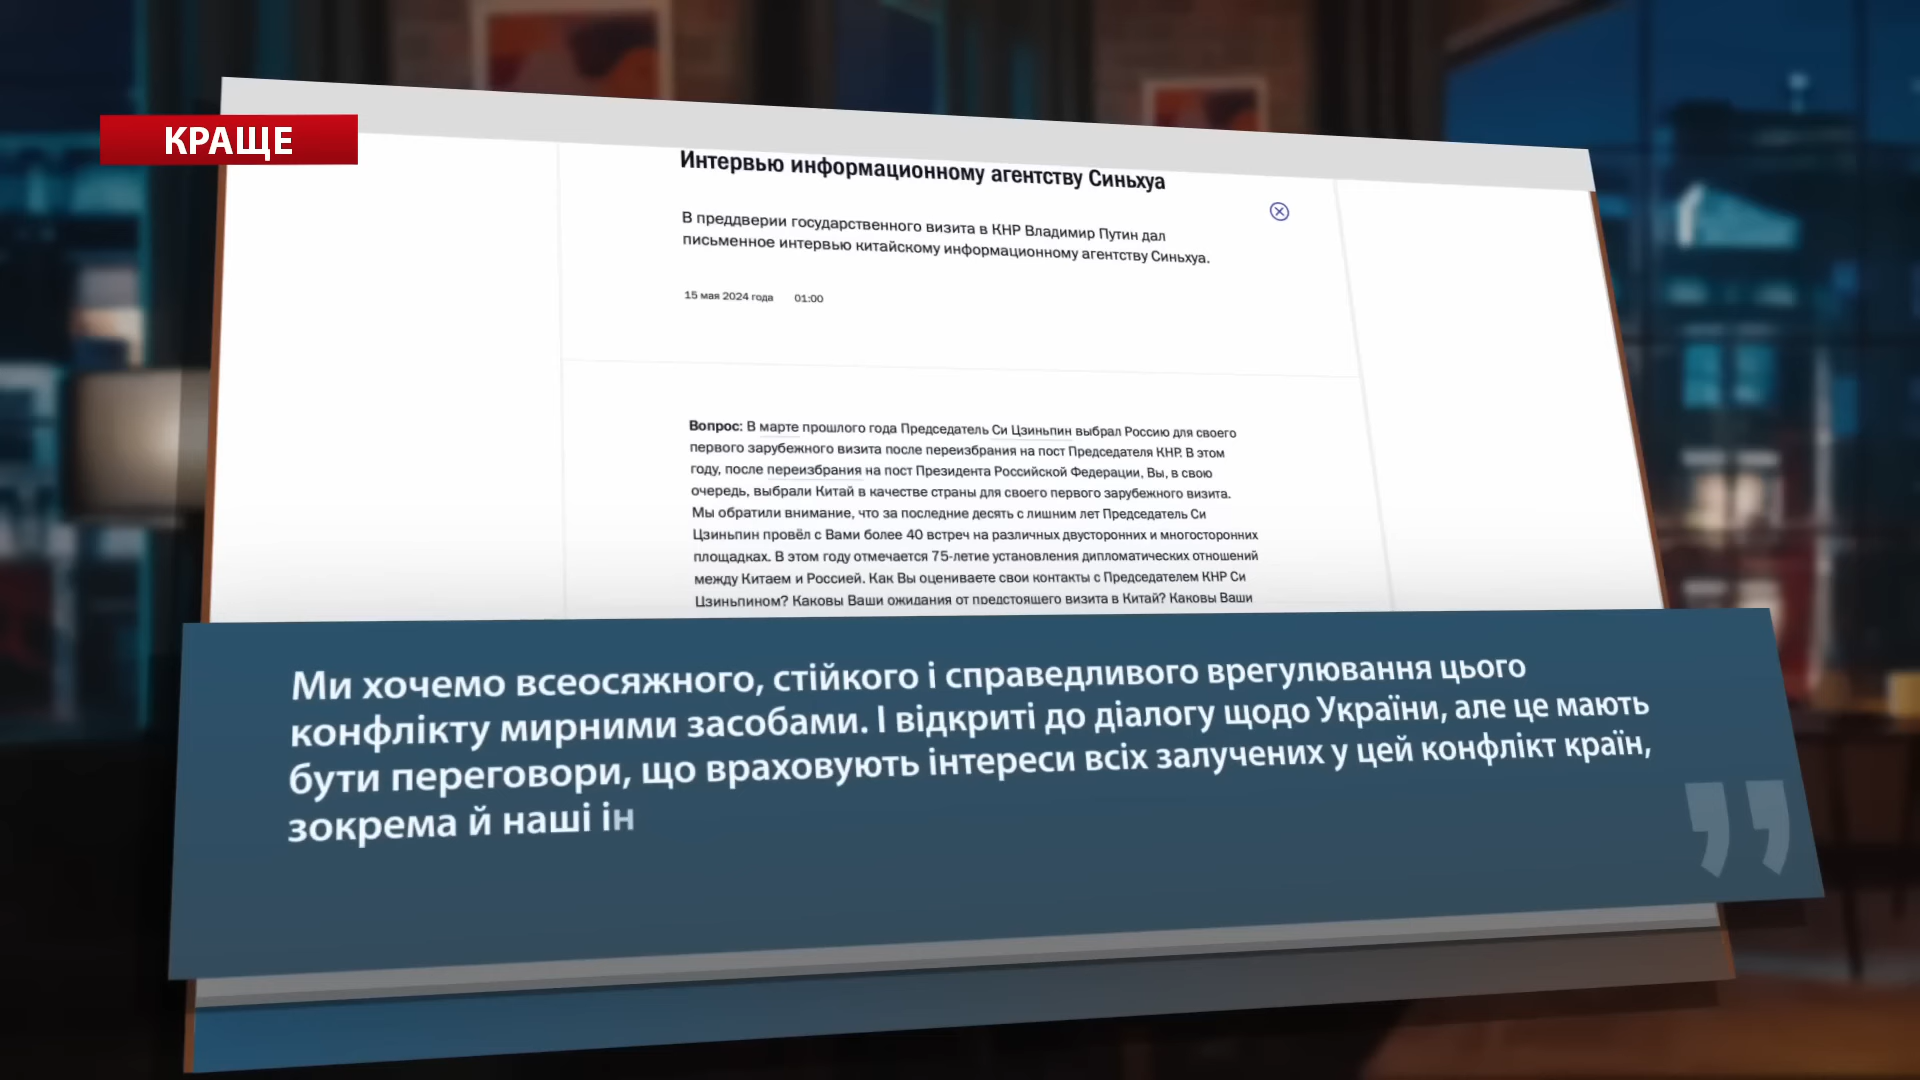 КРАЩЕ
Интервью информационному агентству Синьхуа
В преддверии государственного визита в КНР Владимир Путин дал
письменное интервью китайскому информационному агентству Синьхуа.
15 мая 2024 года 01:00
Вопрос: В марте прошлого года Председатель Си Цзиньпин выбрал Россию для своего
первого зарубежного визита после переизбрания на пост Председателя КНР. В этом
году, после переизбрания на пост Президента Российской Федерации, Вы, в свою
очередь, выбрали Китай в качестве страны для своего первого зарубежного визита.
Мы обратили внимание, что за последние десять с лишним лет Председатель Си
Цзиньпин провёл с Вами более 40 встреч на различных двусторонних и многосторонних
площадках. В этом году отмечается 75-летие установления дипломатических отношений
между Китаем и Россией. Как Вы оцениваете свои контакты с Председателем КНР Си
Цзиньпином? Каковы Ваши ожидания от предстоящего визита в Китай? Каковы Ваши
Ми хочемо всеосяжного, стійкого і справедливого врегулювання цього
конфлікту мирними засобами. І відкриті до діалогу щодо України, але це мають
бути переговори, що враховують інтереси всіх залучених у цей конфлікт країн,
зокрема й наші ін